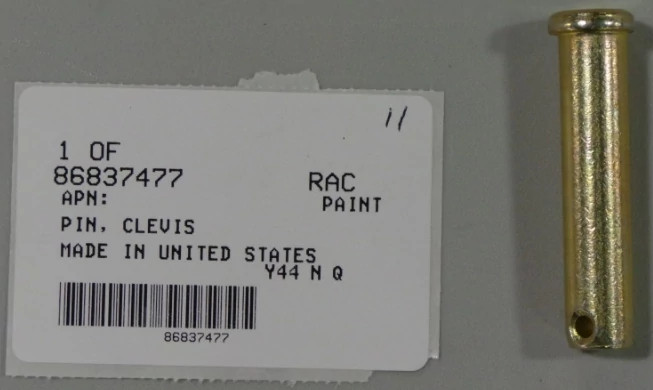 11
1 OF
86837477 RAC
APN: PAINT
PIN, CLEVIS
MADE IN UNITED STATES
Y44 N Q
86837477